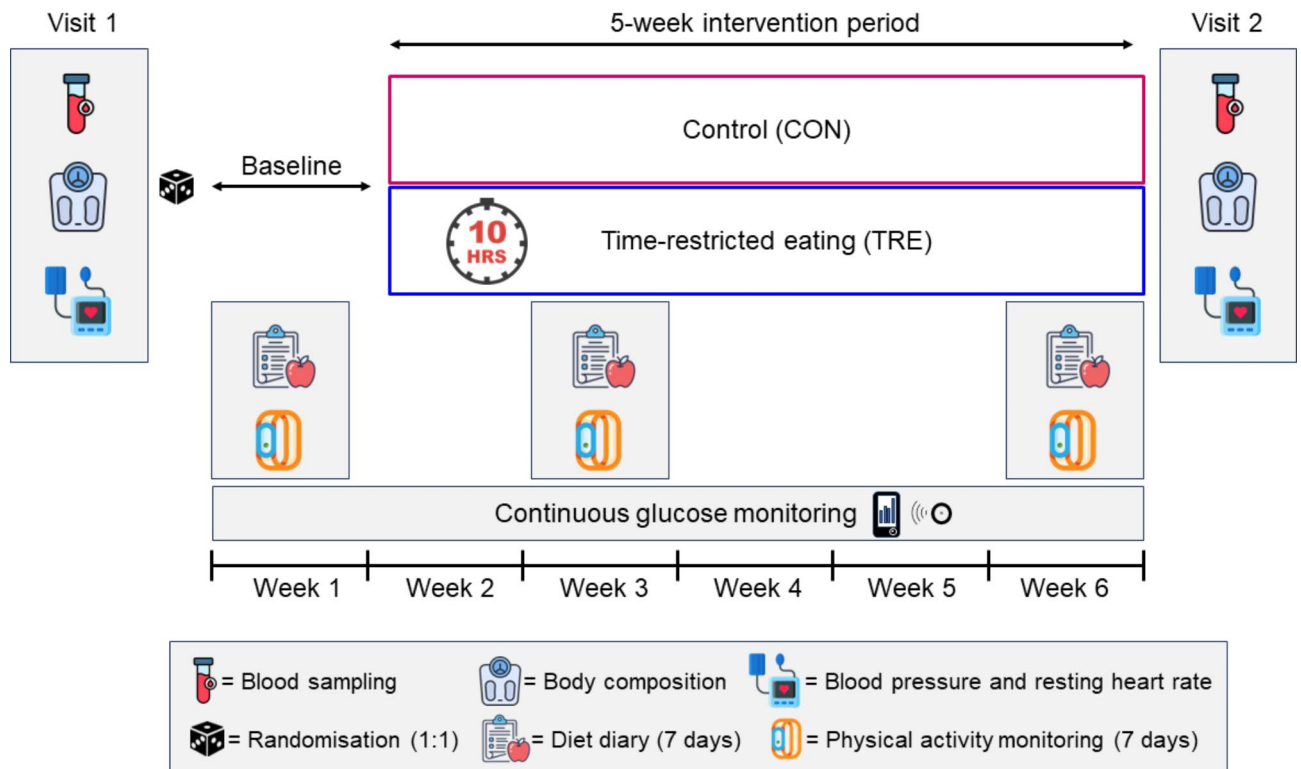 Visit 1
5-week intervention period
Visit 2
Control (CON)
Baseline
10
HRS
Time-restricted eating (TRE)
Continuous glucose monitoring
Week 1
Week 2
Week 3
Week 4
Week 5
Week 6
= Blood sampling
= Body composition
= Blood pressure and resting heart rate
= Randomisation (1:1)
= Diet diary (7 days)
= Physical activity monitoring (7 days)